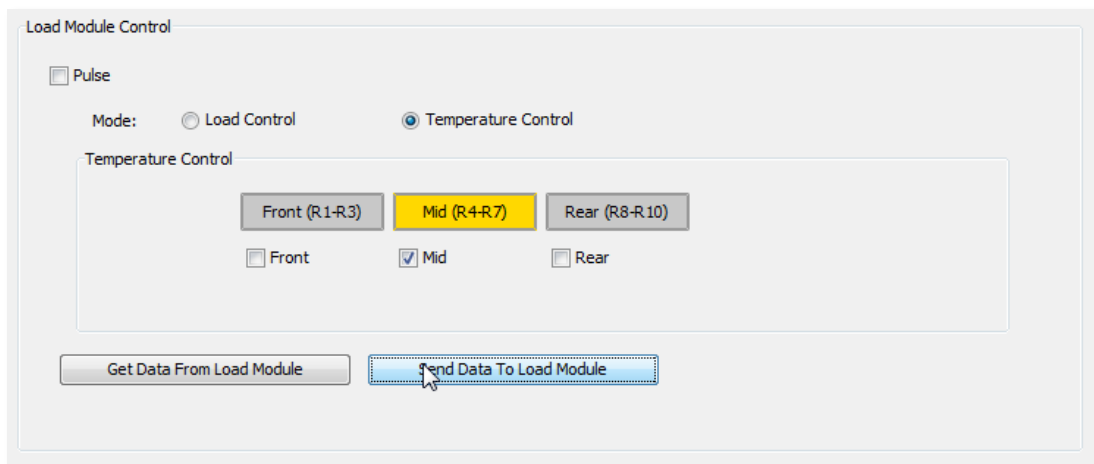 Load Module Control
Pulse
Mode: Load Control Temperature Control
Temperature Control
Front (R1-R3) Mid (R4-R7) Rear (R8-R10)
Front Mid Rear
Get Data From Load Module Send Data To Load Module